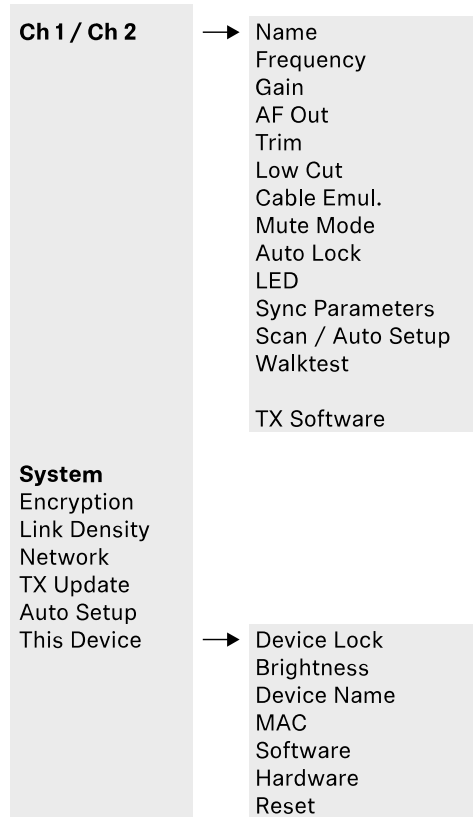 Ch 1 / Ch 2
Name
Frequency
Gain
AF Out
Trim
Low Cut
Cable Emul.
Mute Mode
Auto Lock
LED
Sync Parameters
Scan / Auto Setup
Walktest
TX Software
System
Encryption
Link Density
Network
TX Update
Auto Setup
This Device
Device Lock
Brightness
Device Name
MAC
Software
Hardware
Reset